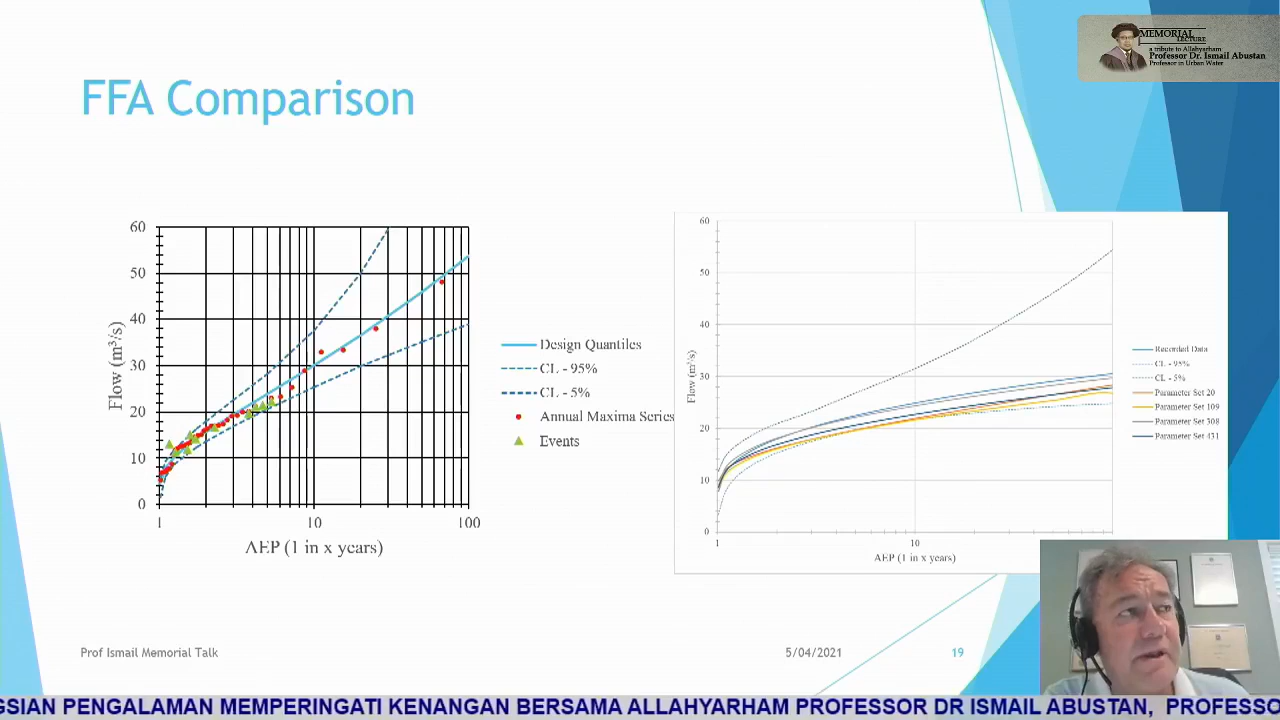 MEMORIAL
LECTURE
a tribute to Allahyarham
Professor Dr. Ismail Abustan
Professor in Urban Water
FFA Comparison
60
50
40
30
20
10
0
Flow (m³/s)
1 10 100
AEP (1 in x years)
Design Quantiles
CL - 95%
CL - 5%
Annual Maxima Series
Events
60
50
40
30
20
10
0
Flow (m³/s)
1 10
AEP (1 in x years)
Recorded Data
CL - 95%
CL - 5%
Parameter Set 20
Parameter Set 109
Parameter Set 308
Parameter Set 431
Prof Ismail Memorial Talk 5/04/2021 19
GSIAN PENGALAMAN MEMPERINGATI KENANGAN BERSAMA ALLAHYARHAM PROFESSOR DR ISMAIL ABUSTAN, PROFESSO